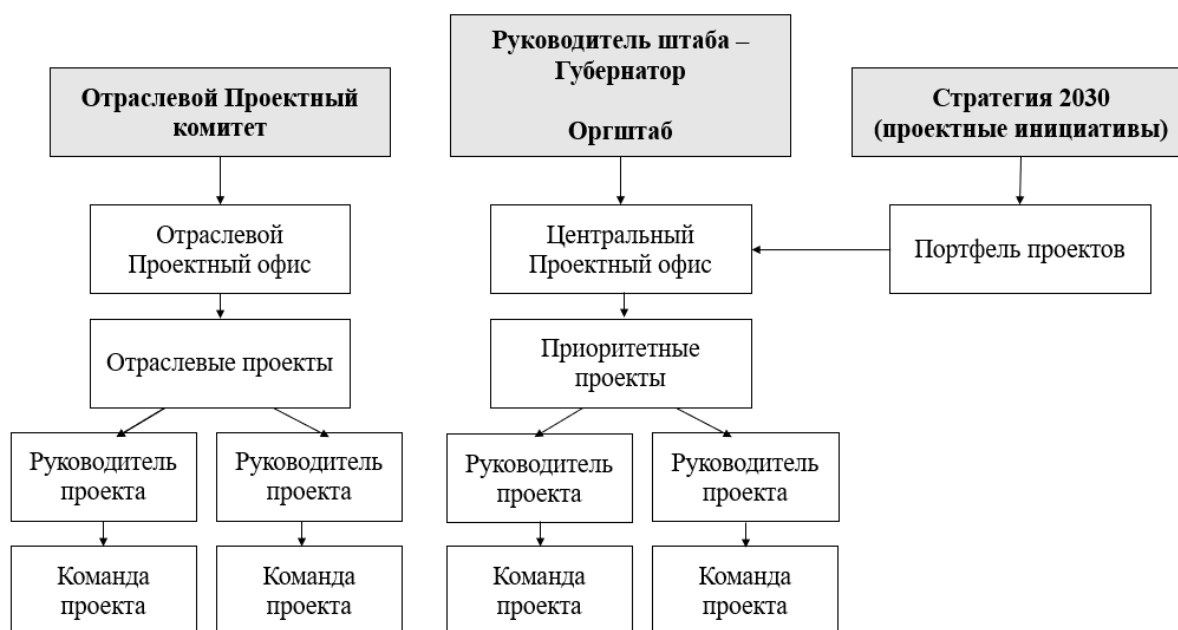 Отраслевой Проектный
комитет
Руководитель штаба –
Губернатор
Оргштаб
Стратегия 2030
(проектные инициативы)
Отраслевой
Проектный офис
Центральный
Проектный офис
Портфель проектов
Отраслевые проекты
Приоритетные
проекты
Руководитель
проекта
Руководитель
проекта
Руководитель
проекта
Руководитель
проекта
Команда
проекта
Команда
проекта
Команда
проекта
Команда
проекта